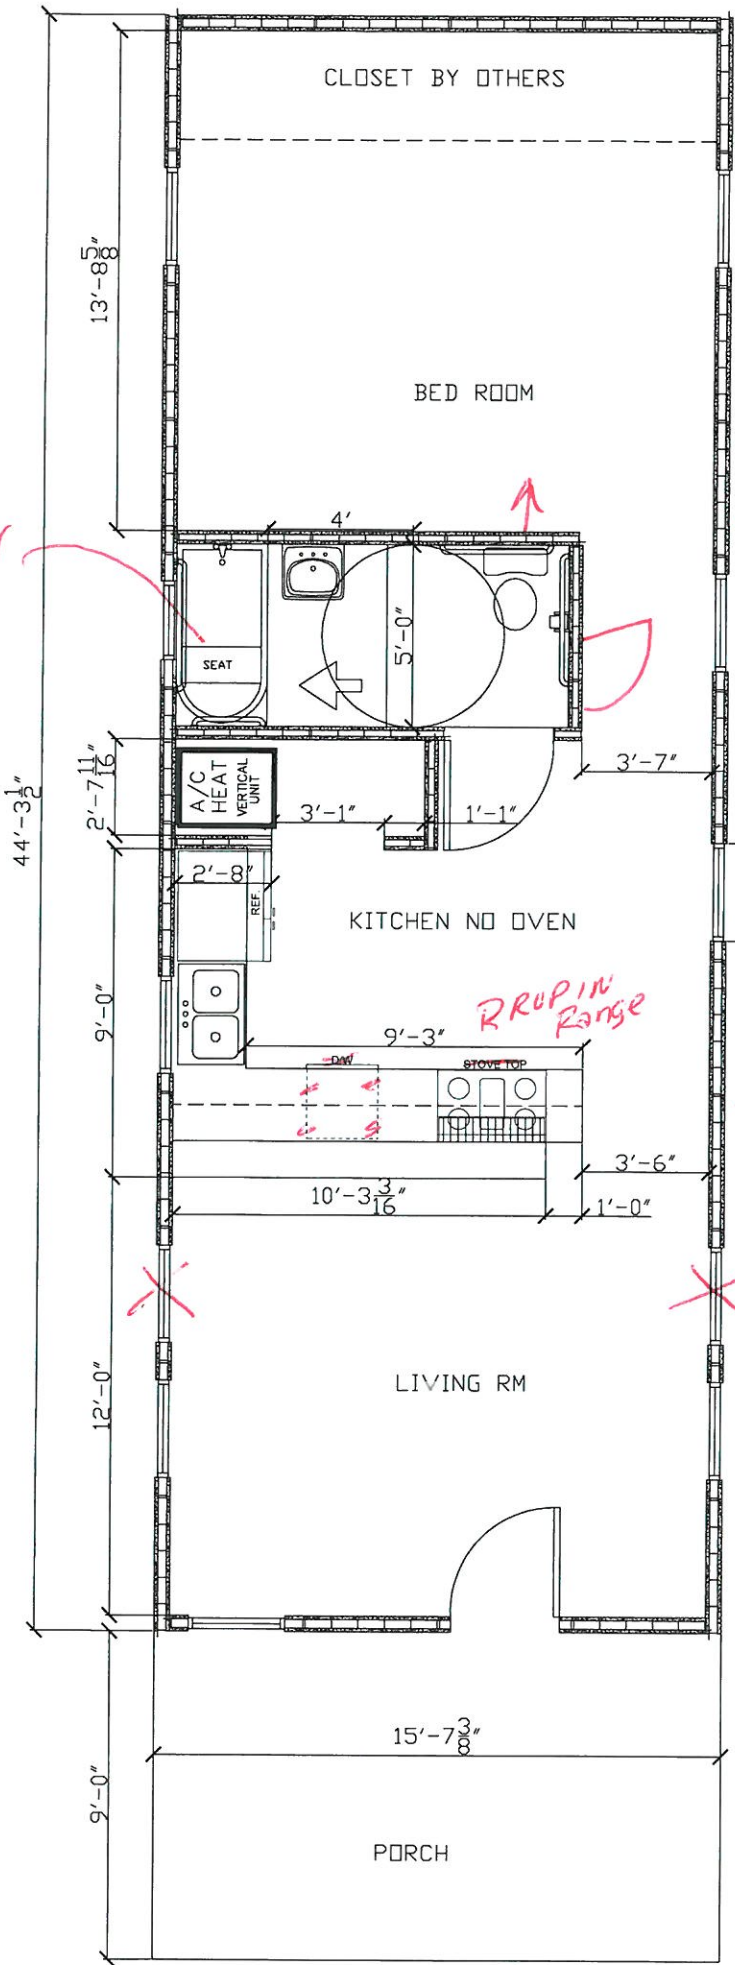 CLOSET BY OTHERS
13'-8 5/8"
BED ROOM
4'
5'-0"
SEAT
44'-3 1/2"
2'-7 11/16"
A/C
HEAT
VERTICAL
UNIT
3'-1"
1'-1"
3'-7"
2'-8"
REF.
KITCHEN NO OVEN
9'-0"
DROP IN
Range
9'-3"
D/W
STOVE TOP
3'-6"
10'-3 3/16"
1'-0"
12'-0"
LIVING RM
15'-7 3/8"
9'-0"
PORCH